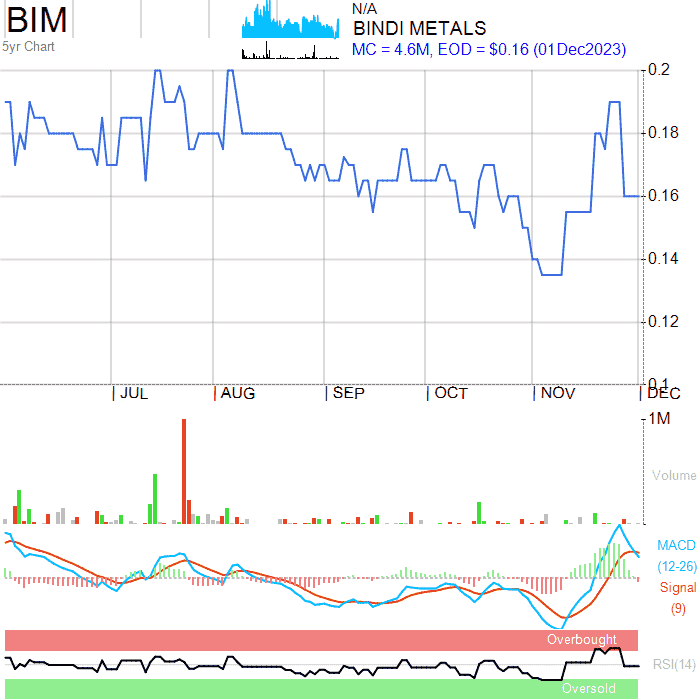 BIM
5yr Chart
N/A
BINDI METALS
MC = 4.6M, EOD = $0.16 (01Dec2023)
0.2
0.18
0.16
0.14
0.12
0.1
JUL
AUG
SEP
OCT
NOV
DEC
1M
Volume
MACD
(12-26)
Signal
(9)
Overbought
RSI(14)
Oversold